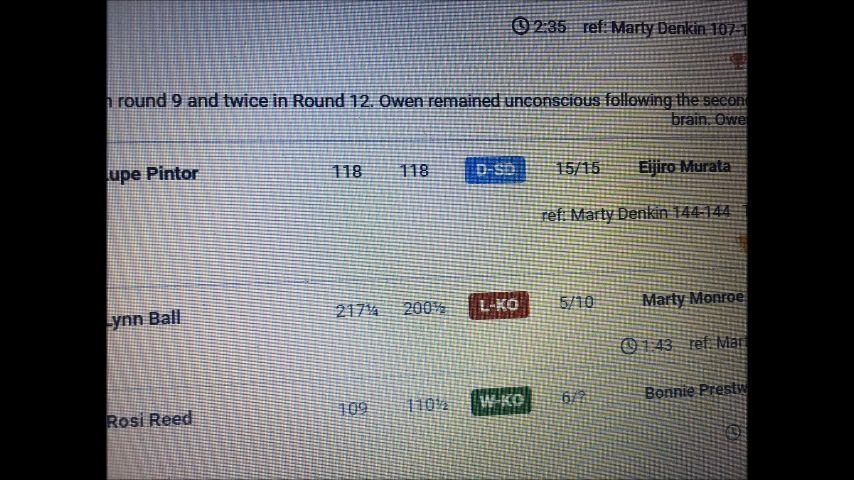 2:35 ref: Marty Denkin 107-1
round 9 and twice in Round 12. Owen remained unconscious following the secon
brain. Owe
upe Pintor 118 118 D-SD 15/15 Eijiro Murata
ref: Marty Denkin 144-144
ynn Ball 217¼ 200½ L-KO 5/10 Marty Monroe
1:43 ref: Mar
Rosi Reed 109 110½ W-KO 6/? Bonnie Prestw